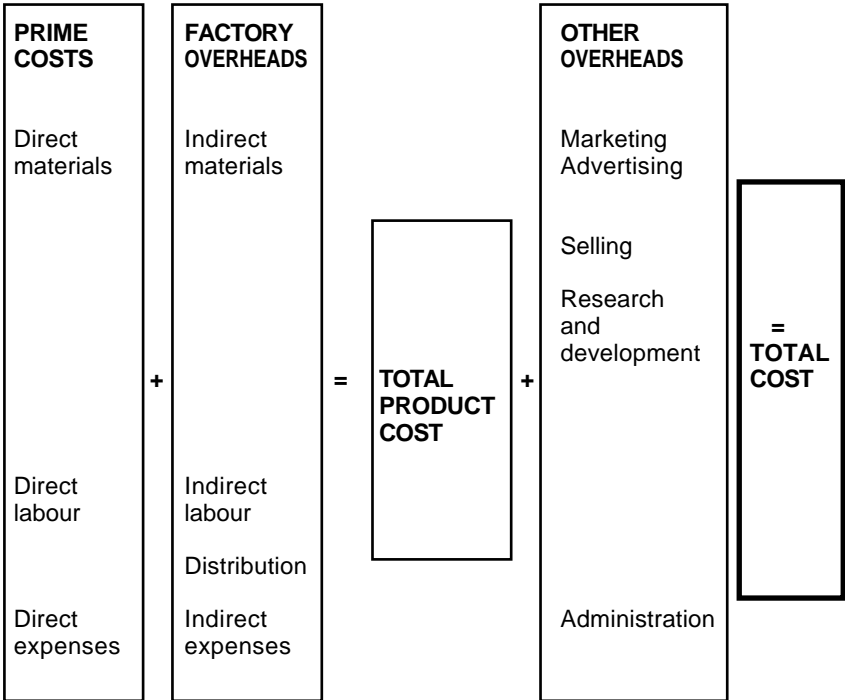 PRIME
COSTS
Direct
materials
Direct
labour
Direct
expenses
+
FACTORY
OVERHEADS
Indirect
materials
Indirect
labour
Distribution
Indirect
expenses
=
TOTAL
PRODUCT
COST
+
OTHER
OVERHEADS
Marketing
Advertising
Selling
Research
and
development
Administration
=
TOTAL
COST